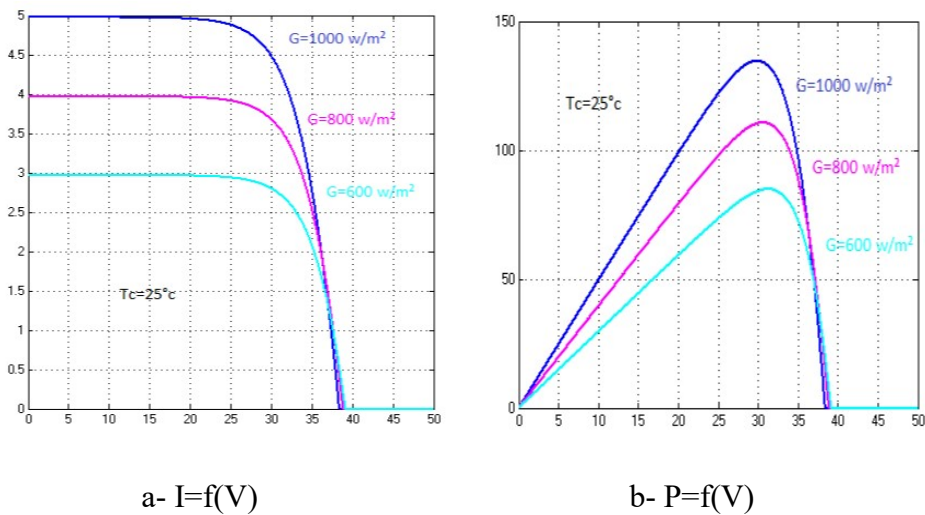 5
4.5
4
3.5
3
2.5
2
1.5
1
0.5
0
0 5 10 15 20 25 30 35 40 45 50
G=1000 w/m²
G=800 w/m²
G=600 w/m²
Tc=25°c
150
100
50
0
0 5 10 15 20 25 30 35 40 45 50
Tc=25°c
G=1000 w/m²
G=800 w/m²
G=600 w/m²
a- I=f(V)
b- P=f(V)